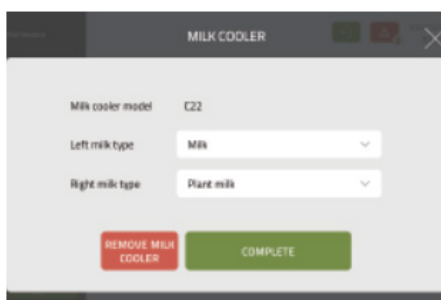 MILK COOLER
Milk cooler model C22
Left milk type Milk
Right milk type Plant milk
REMOVE MILK COOLER
COMPLETE